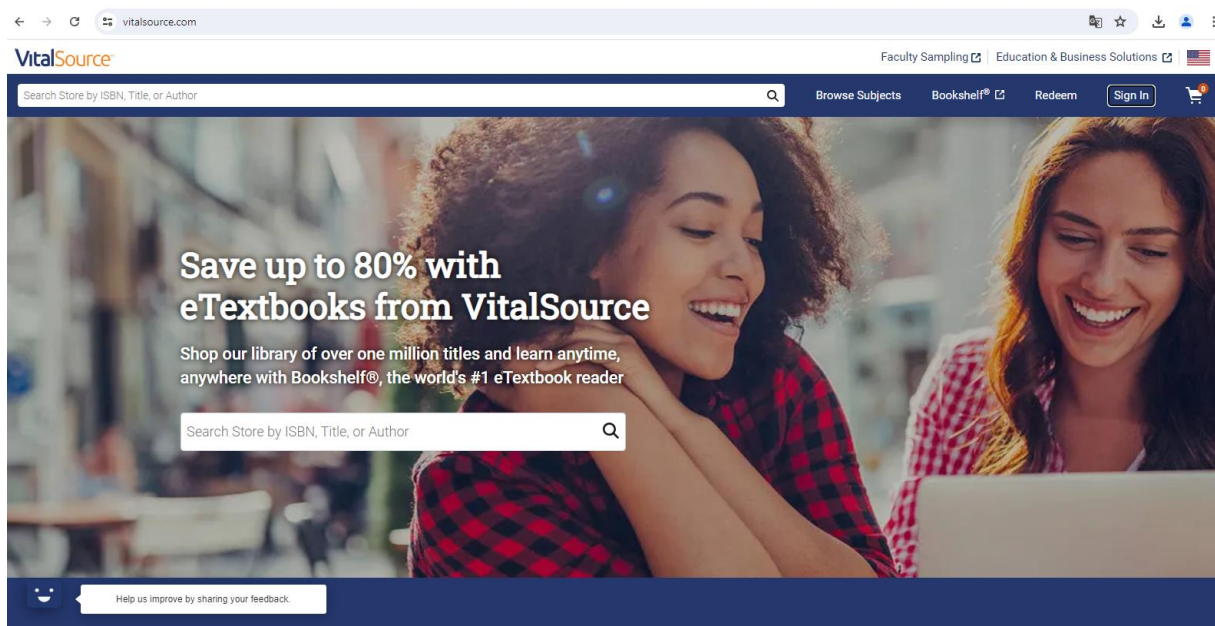 vitalsource.com
VitalSource
Faculty Sampling
Education & Business Solutions
Search Store by ISBN, Title, or Author
Browse Subjects
Bookshelf®
Redeem
Sign In
0
Save up to 80% with
eTextbooks from VitalSource
Shop our library of over one million titles and learn anytime,
anywhere with Bookshelf®, the world's #1 eTextbook reader
Search Store by ISBN, Title, or Author
Help us improve by sharing your feedback.